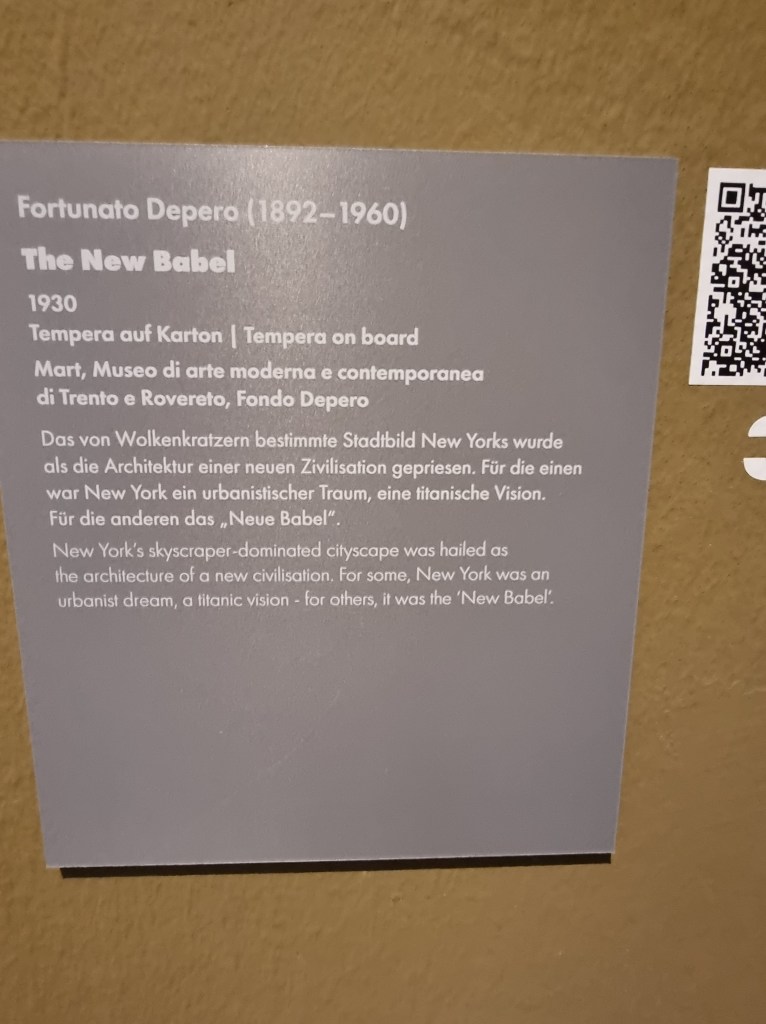 Fortunato Depero (1892–1960)
The New Babel
1930
Tempera auf Karton | Tempera on board
Mart, Museo di arte moderna e contemporanea
di Trento e Rovereto, Fondo Depero
Das von Wolkenkratzern bestimmte Stadtbild New Yorks wurde
als die Architektur einer neuen Zivilisation gepriesen. Für die einen
war New York ein urbanistischer Traum, eine titanische Vision.
Für die anderen das „Neue Babel“.
New York's skyscraper-dominated cityscape was hailed as
the architecture of a new civilisation. For some, New York was an
urbanist dream, a titanic vision - for others, it was the 'New Babel'.